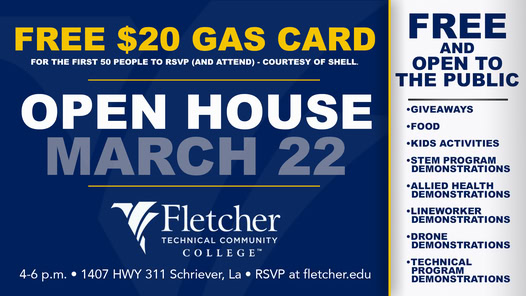 FREE $20 GAS CARD
FOR THE FIRST 50 PEOPLE TO RSVP (AND ATTEND) - COURTESY OF SHELL.
OPEN HOUSE
MARCH 22
Fletcher
TECHNICAL COMMUNITY
COLLEGE™
4-6 p.m. • 1407 HWY 311 Schriever, La • RSVP at fletcher.edu
FREE
AND
OPEN TO
THE PUBLIC
•GIVEAWAYS
•FOOD
•KIDS ACTIVITIES
•STEM PROGRAM
DEMONSTRATIONS
•ALLIED HEALTH
DEMONSTRATIONS
•LINEWORKER
DEMONSTRATIONS
•DRONE
DEMONSTRATIONS
•TECHNICAL
PROGRAM
DEMONSTRATIONS